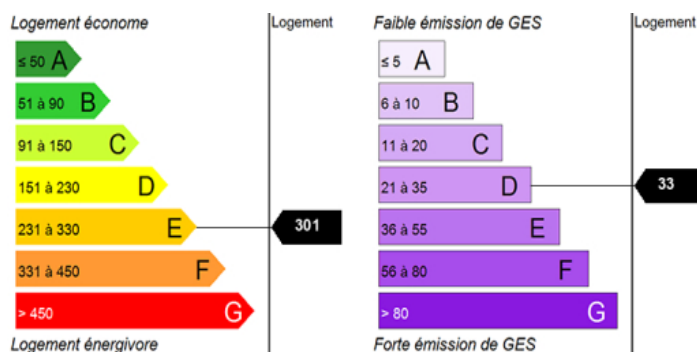 Logement économe
Logement
≤ 50 A
51 à 90 B
91 à 150 C
151 à 230 D
231 à 330 E
301
331 à 450 F
> 450 G
Logement énergivore
Faible émission de GES
Logement
≤ 5 A
6 à 10 B
11 à 20 C
21 à 35 D
33
36 à 55 E
56 à 80 F
> 80 G
Forte émission de GES